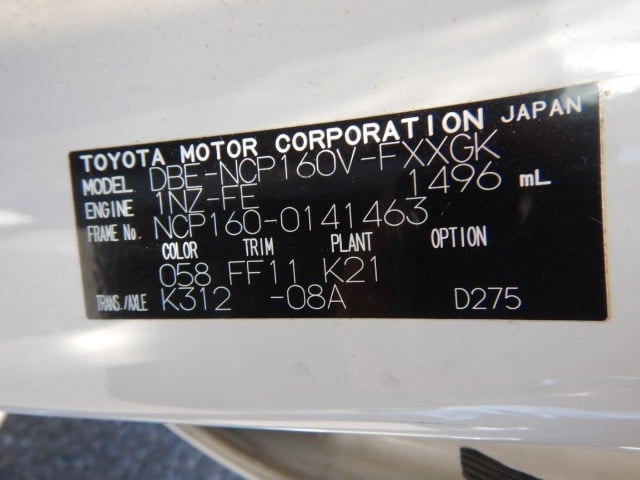 TOYOTA MOTOR CORPORATION JAPAN
MODEL DBE-NCP160V-FXXGK
ENGINE 1NZ-FE 1496 mL
FRAME No. NCP160-0141463
COLOR TRIM PLANT OPTION
058 FF11 K21
TRANS./AXLE K312 -08A D275